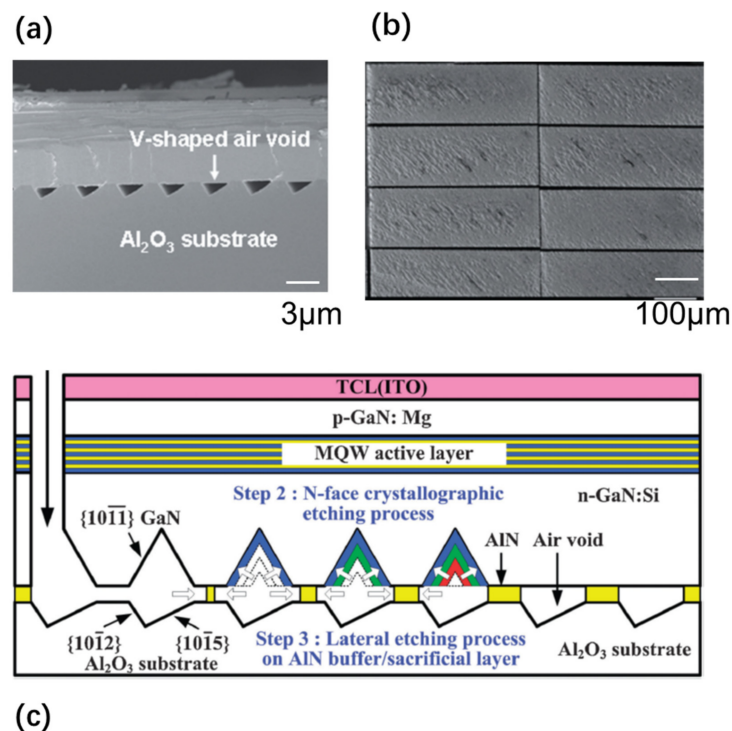 (a)
(b)
V-shaped air void
Al₂O₃ substrate
3μm
100μm
TCL(ITO)
p-GaN: Mg
MQW active layer
Step 2 : N-face crystallographic
etching process
n-GaN:Si
{101̄1̄} GaN
AlN
Air void
{101̄2}
{101̄5}
Al₂O₃ substrate
Step 3 : Lateral etching process
on AlN buffer/sacrificial layer
Al₂O₃ substrate
(c)